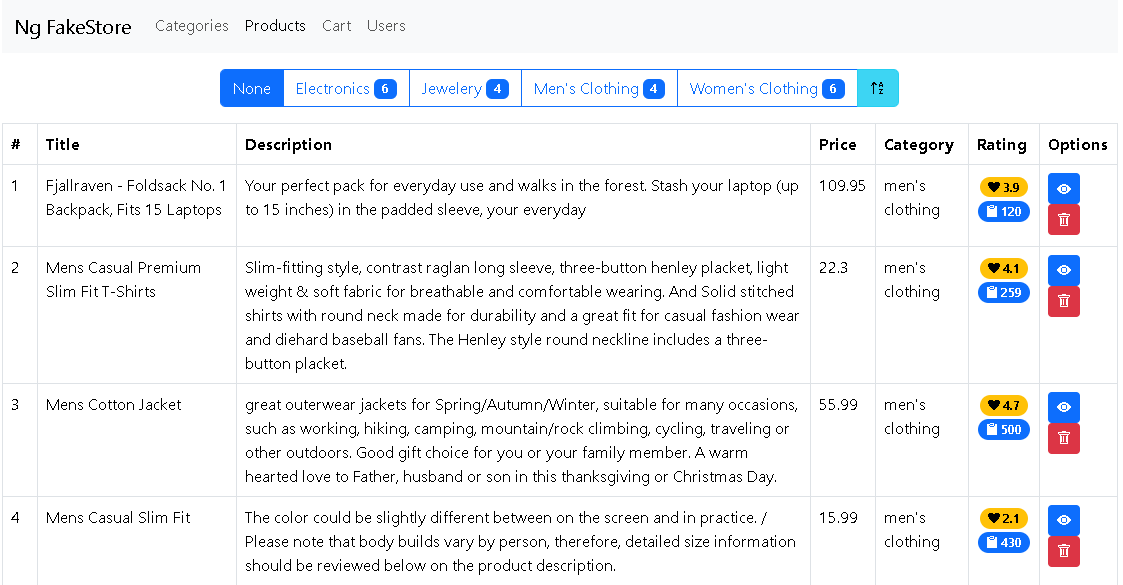 Ng FakeStore Categories Products Cart Users
None Electronics 6 Jewelery 4 Men's Clothing 4 Women's Clothing 6
# Title Description Price Category Rating Options
1 Fjallraven - Foldsack No. 1 Your perfect pack for everyday use and walks in the forest. Stash your laptop (up 109.95 men's 3.9
Backpack, Fits 15 Laptops to 15 inches) in the padded sleeve, your everyday clothing 120
2 Mens Casual Premium Slim-fitting style, contrast raglan long sleeve, three-button henley placket, light 22.3 men's 4.1
Slim Fit T-Shirts weight & soft fabric for breathable and comfortable wearing. And Solid stitched clothing 259
shirts with round neck made for durability and a great fit for casual fashion wear
and diehard baseball fans. The Henley style round neckline includes a three-
button placket.
3 Mens Cotton Jacket great outerwear jackets for Spring/Autumn/Winter, suitable for many occasions, 55.99 men's 4.7
such as working, hiking, camping, mountain/rock climbing, cycling, traveling or clothing 500
other outdoors. Good gift choice for you or your family member. A warm
hearted love to Father, husband or son in this thanksgiving or Christmas Day.
4 Mens Casual Slim Fit The color could be slightly different between on the screen and in practice. / 15.99 men's 2.1
Please note that body builds vary by person, therefore, detailed size information clothing 430
should be reviewed below on the product description.